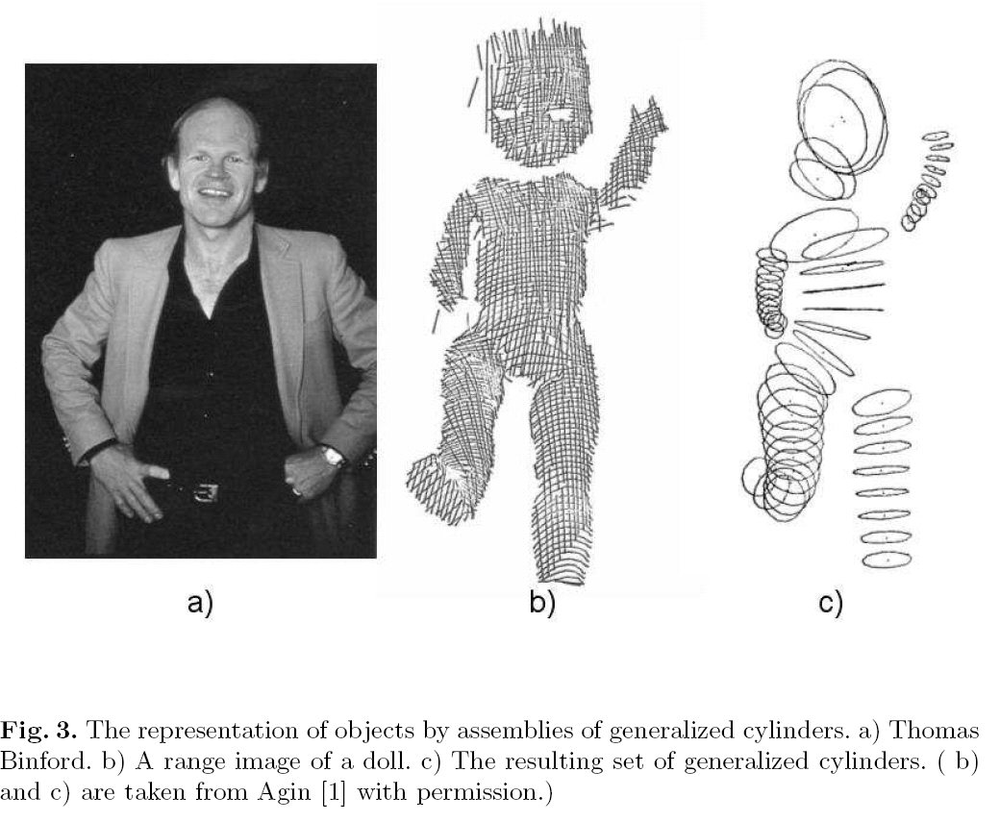 a)
b)
c)
Fig. 3. The representation of objects by assemblies of generalized cylinders. a) Thomas
Binford. b) A range image of a doll. c) The resulting set of generalized cylinders. ( b)
and c) are taken from Agin [1] with permission.)